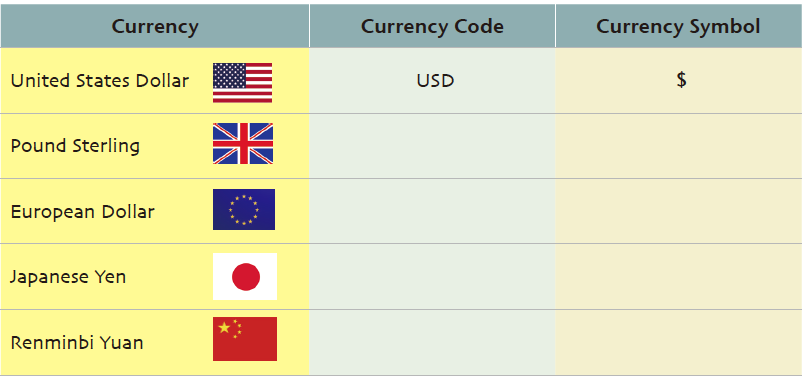 Currency Currency Code Currency Symbol
United States Dollar USD $
Pound Sterling
European Dollar
Japanese Yen
Renminbi Yuan